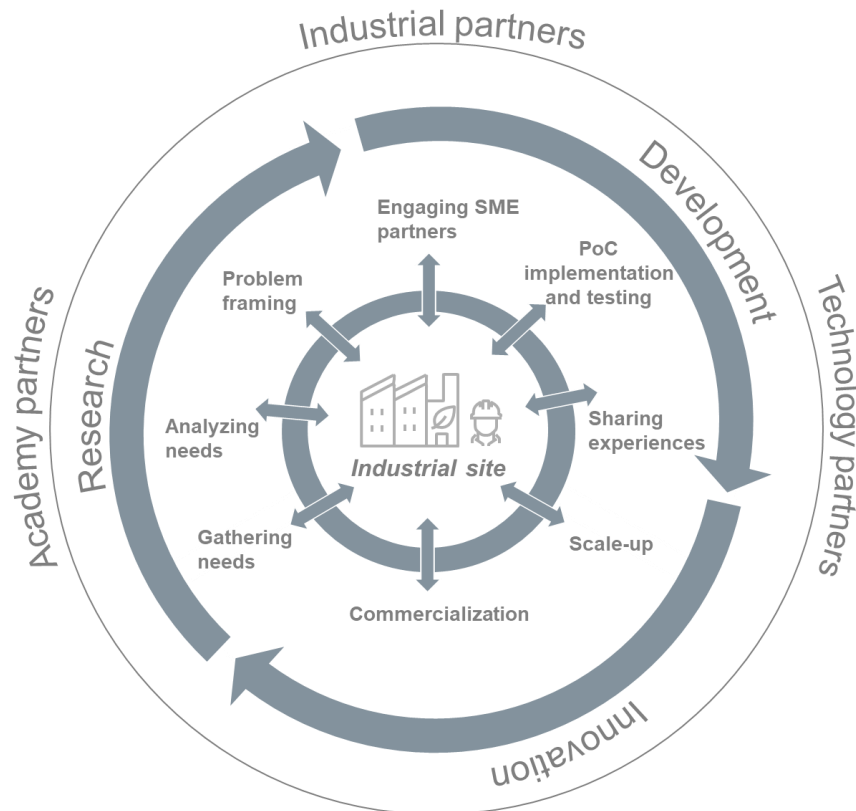 Industrial partners
Development
Technology partners
Innovation
Academy partners
Research
Engaging SME
partners
PoC
implementation
and testing
Sharing
experiences
Scale-up
Commercialization
Gathering
needs
Analyzing
needs
Problem
framing
Industrial site